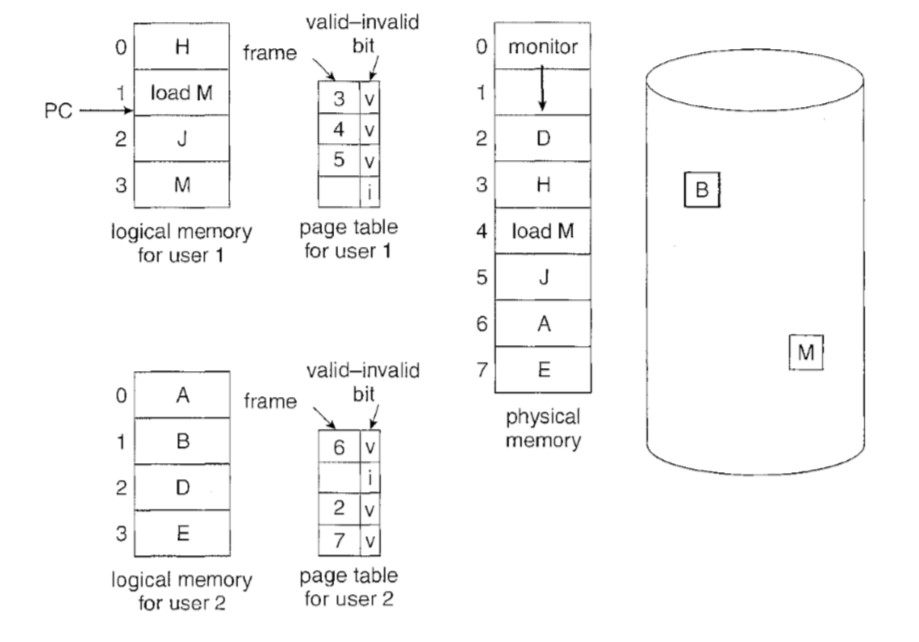 valid–invalid
bit
frame
0 H
1 load M
PC
2 J
3 M
3 v
4 v
5 v
i
logical memory
for user 1
page table
for user 1
0 monitor
1
2 D
3 H
4 load M
5 J
6 A
7 E
physical
memory
B
M
valid–invalid
bit
frame
0 A
1 B
2 D
3 E
6 v
i
2 v
7 v
logical memory
for user 2
page table
for user 2